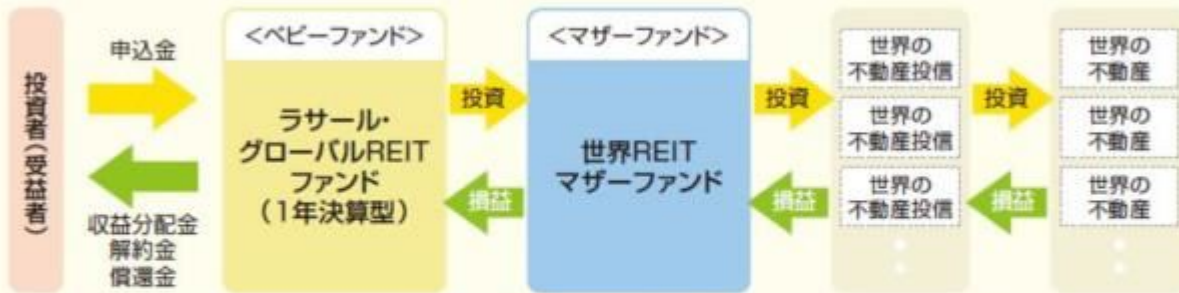 投資者(受益者)
申込金
収益分配金
解約金
償還金
<ベビーファンド>
ラサール・
グローバルREIT
ファンド
(1年決算型)
投資
損益
<マザーファンド>
世界REIT
マザーファンド
投資
損益
世界の
不動産投信
世界の
不動産投信
世界の
不動産投信
投資
損益
世界の
不動産
世界の
不動産
世界の
不動産